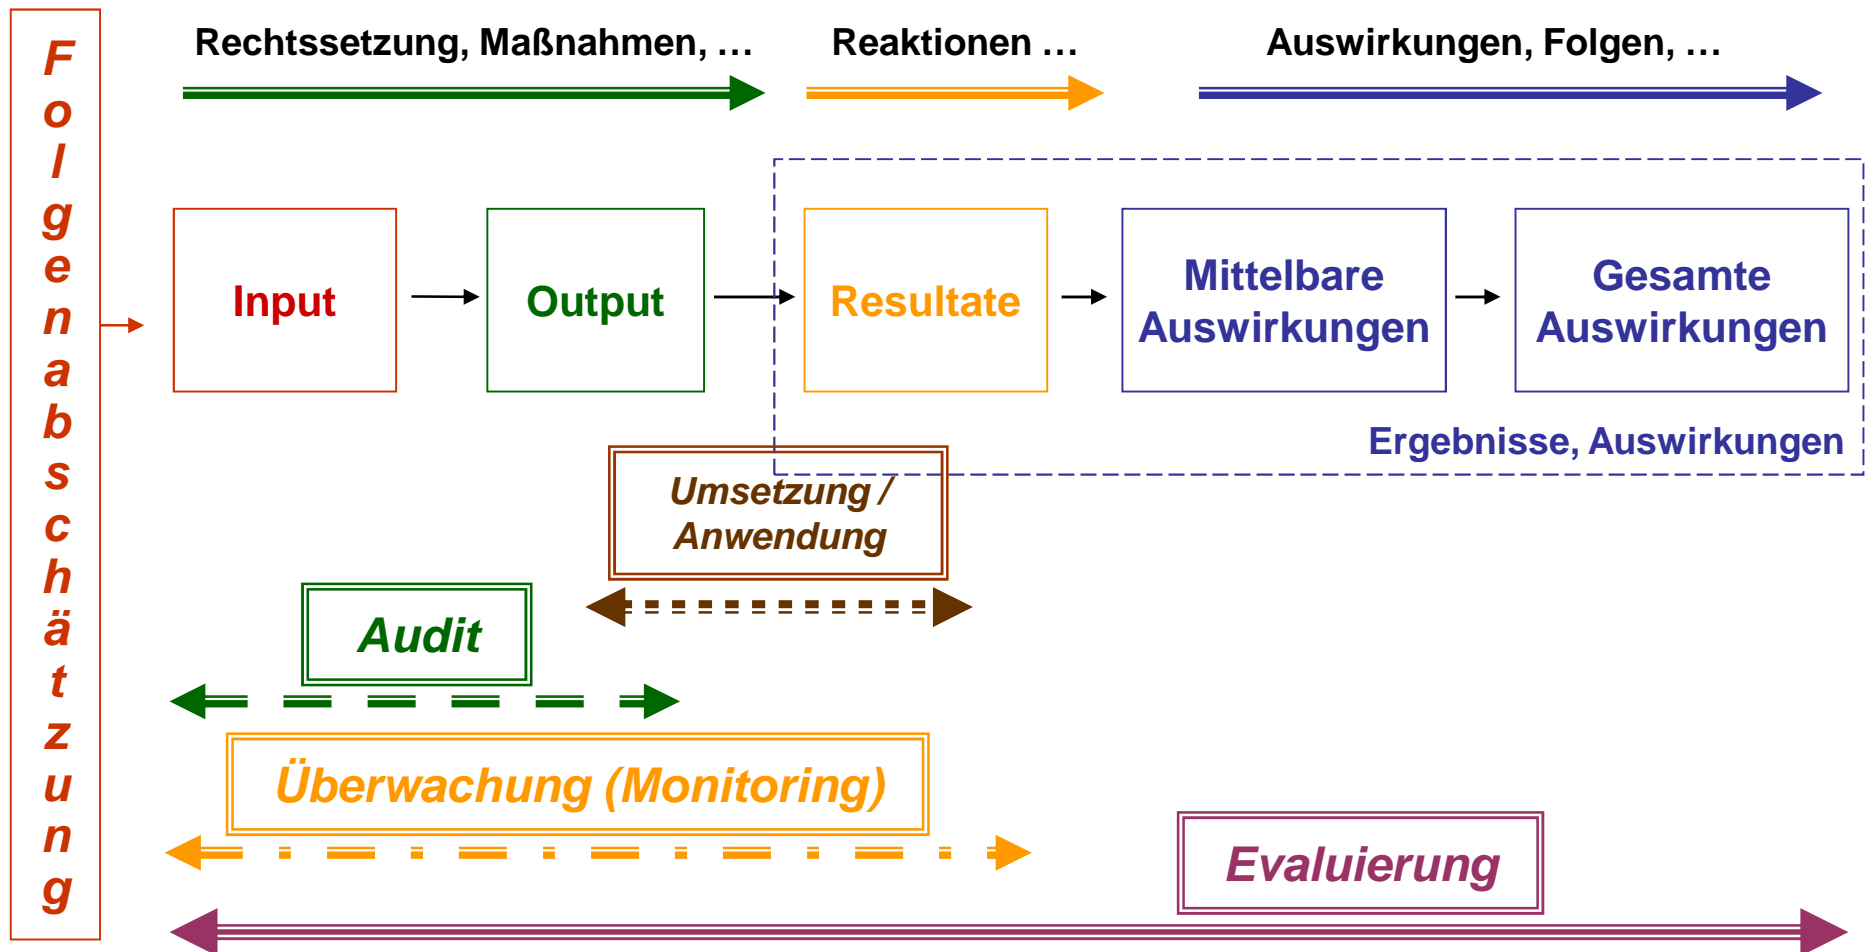 Folgenabschätzung
Rechtssetzung, Maßnahmen, …
Reaktionen …
Auswirkungen, Folgen, …
Input
Output
Resultate
Mittelbare
Auswirkungen
Gesamte
Auswirkungen
Ergebnisse, Auswirkungen
Umsetzung /
Anwendung
Audit
Überwachung (Monitoring)
Evaluierung